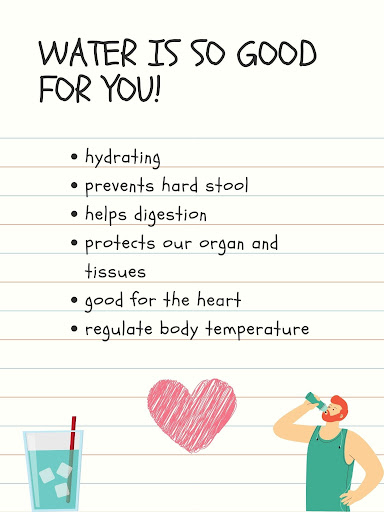 WATER IS SO GOOD
FOR YOU!
• hydrating
• prevents hard stool
• helps digestion
• protects our organ and
tissues
• good for the heart
• regulate body temperature